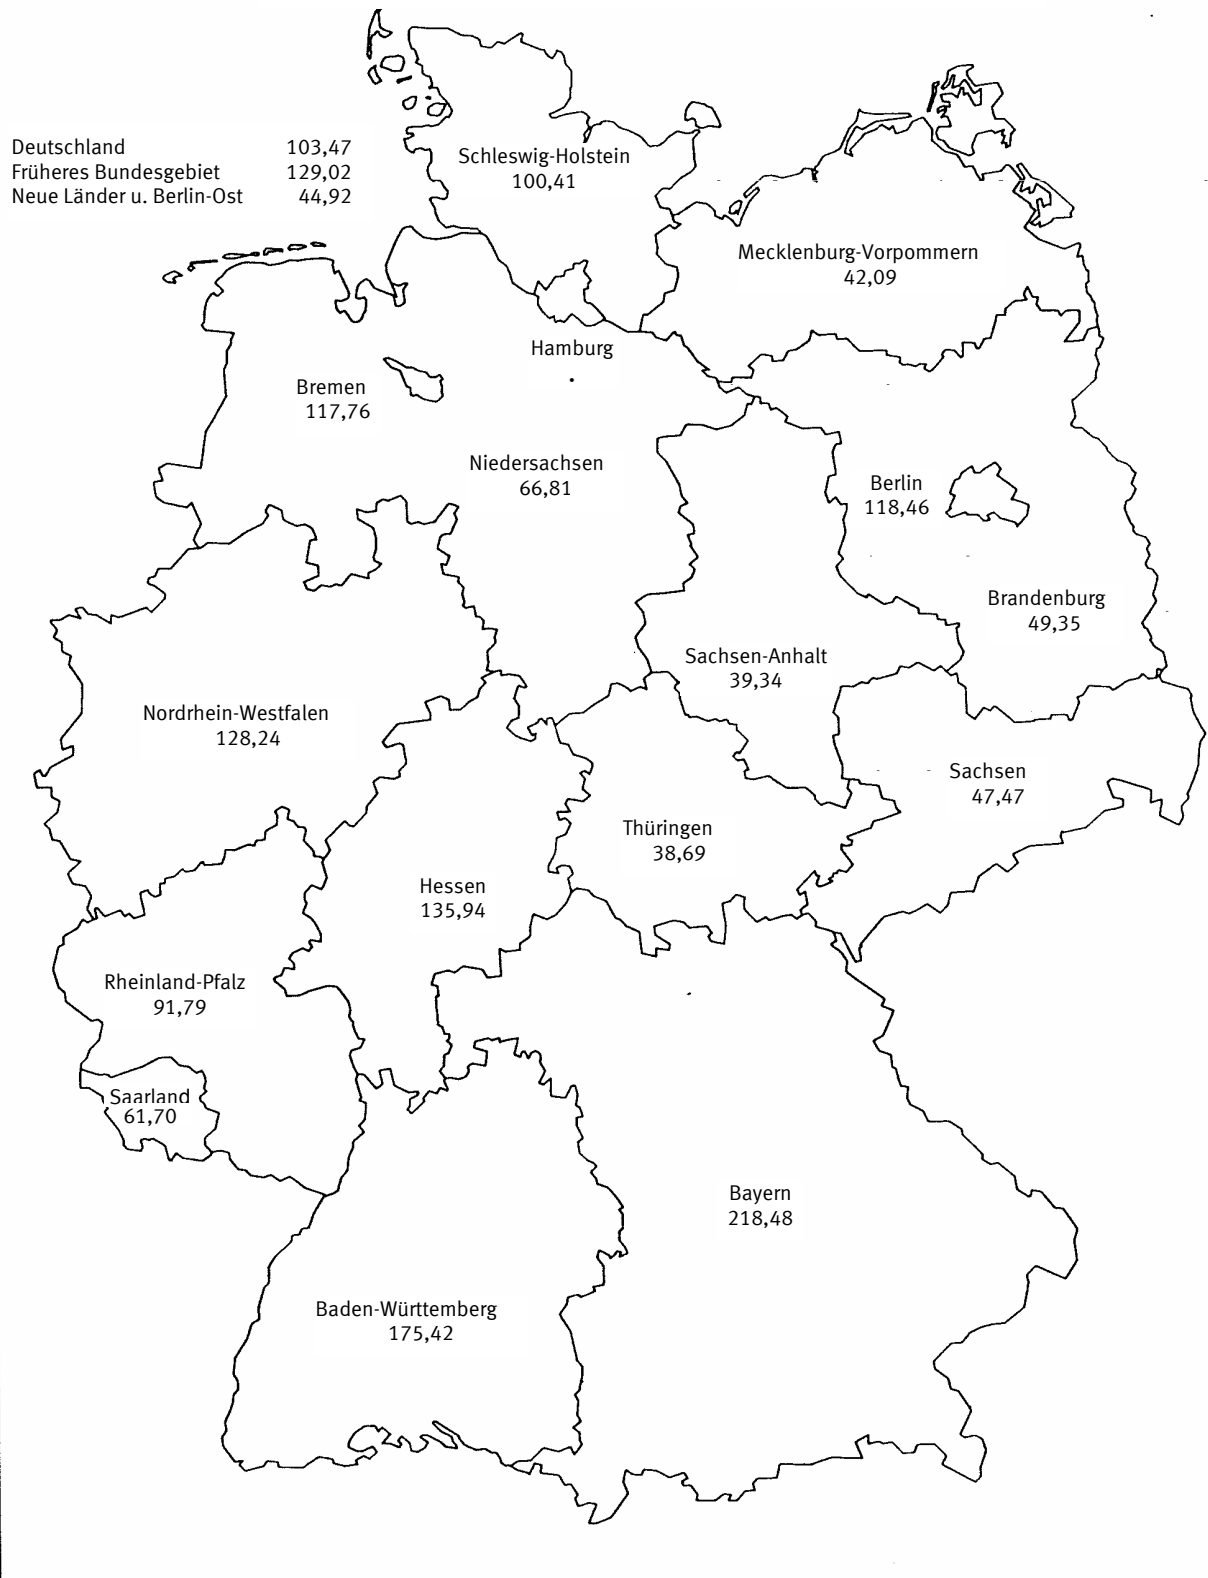 Deutschland 103,47
Früheres Bundesgebiet 129,02
Neue Länder u. Berlin-Ost 44,92
Schleswig-Holstein
100,41
Mecklenburg-Vorpommern
42,09
Hamburg
Bremen
117,76
Niedersachsen
66,81
Berlin
118,46
Brandenburg
49,35
Sachsen-Anhalt
39,34
Nordrhein-Westfalen
128,24
Sachsen
47,47
Thüringen
38,69
Hessen
135,94
Rheinland-Pfalz
91,79
Saarland
61,70
Bayern
218,48
Baden-Württemberg
175,42